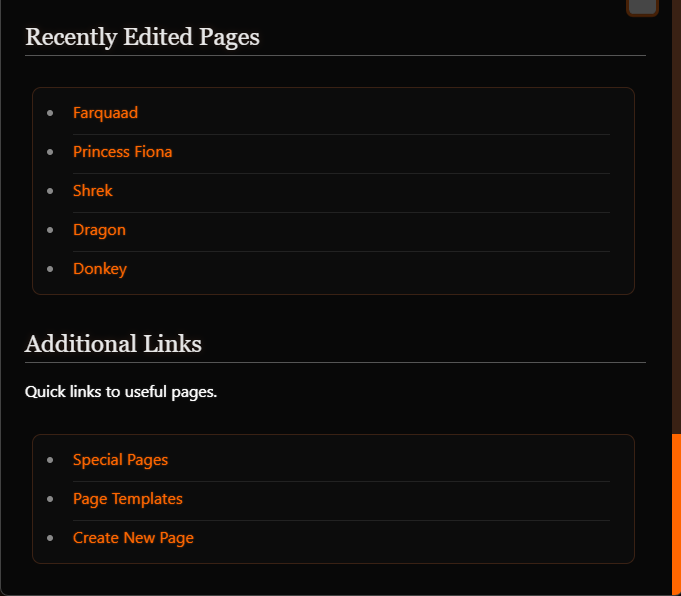 Recently Edited Pages
Farquaad
Princess Fiona
Shrek
Dragon
Donkey
Additional Links
Quick links to useful pages.
Special Pages
Page Templates
Create New Page